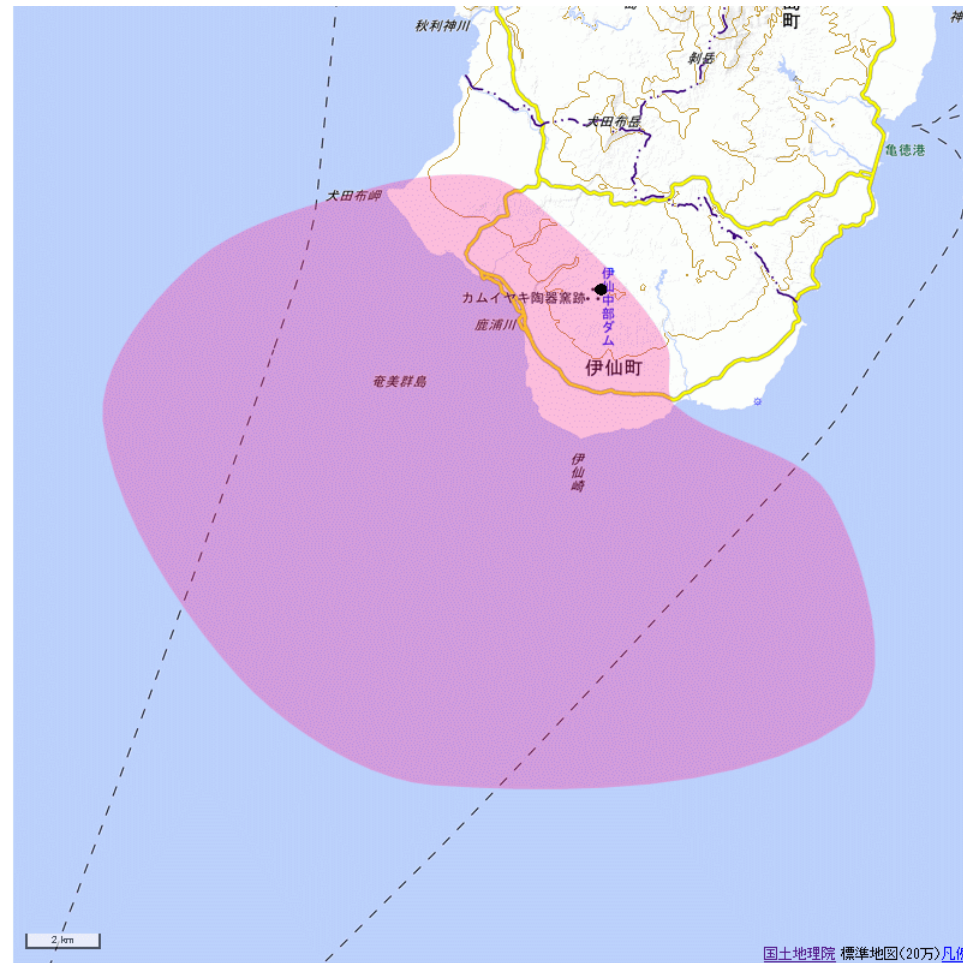 秋利神川
町
神
剥岳
犬田布岳
亀徳港
犬田布岬
伊仙中部ダム
カムイヤキ陶器窯跡
鹿浦川
伊仙町
奄美群島
伊仙崎
2 km
国土地理院 標準地図(20万) 凡例